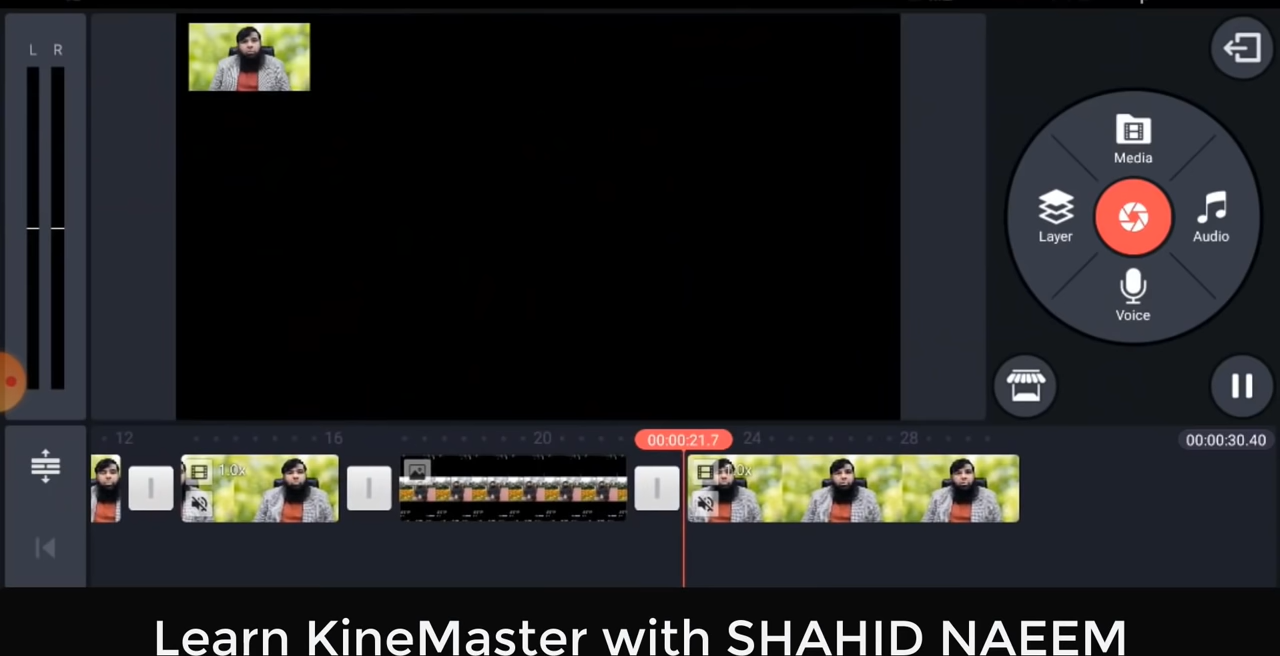 L R
Media
Layer
Audio
Voice
12
16
20
00:00:21.7
24
28
00:00:30.40
1.0x
1.0x
Learn KineMaster with SHAHID NAEEM